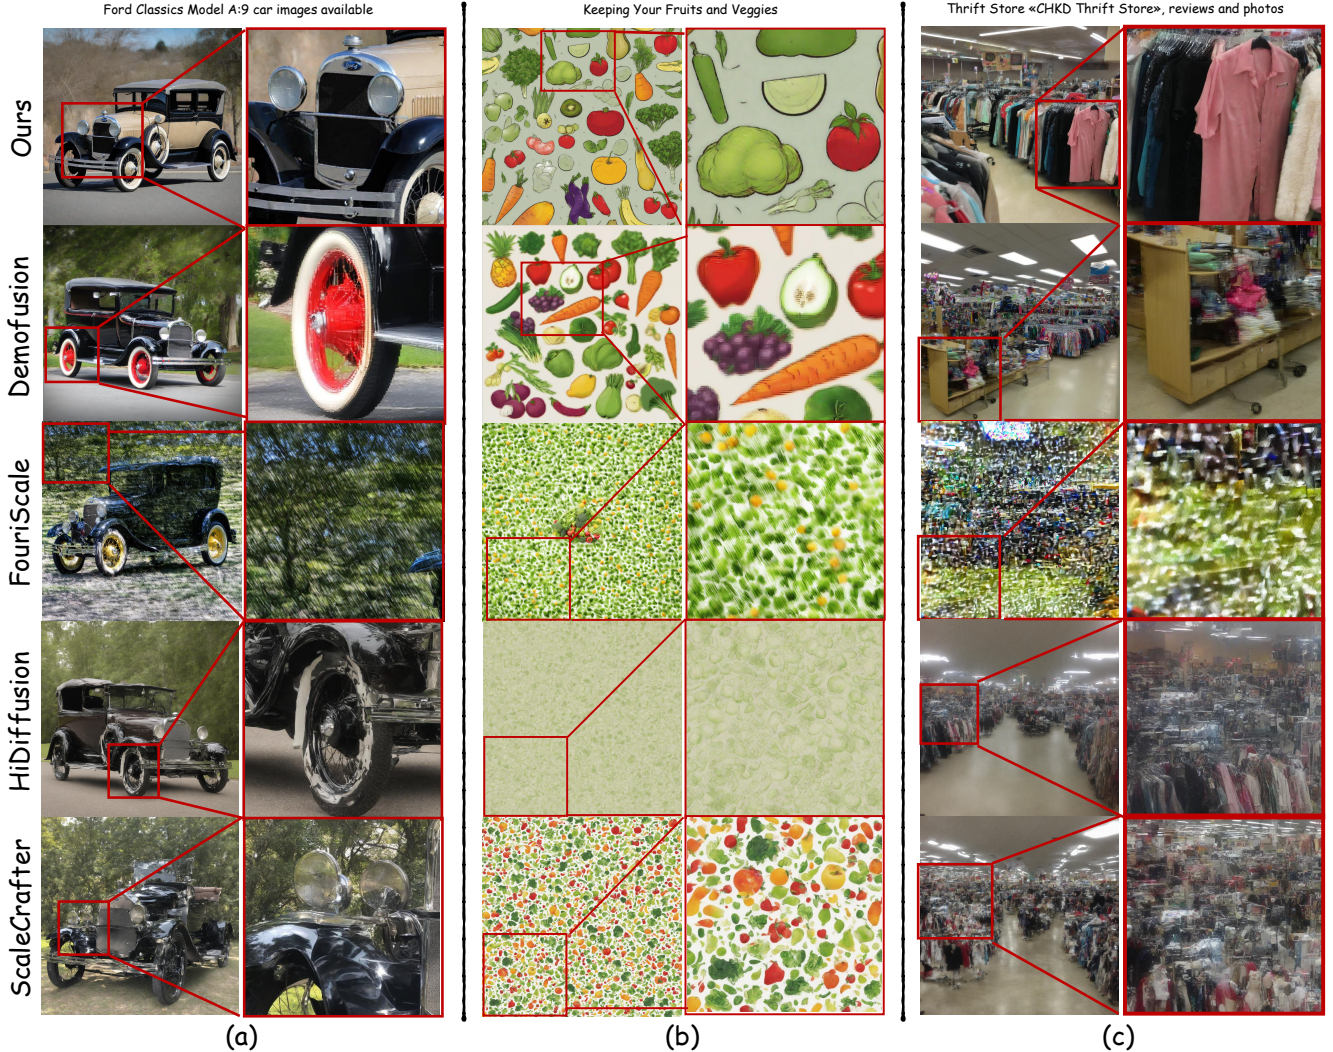 Ford Classics Model A:9 car images available
Keeping Your Fruits and Veggies
Thrift Store «CHKD Thrift Store», reviews and photos
Ours
Demofusion
FouriScale
HiDiffusion
ScaleCrafter
(a)
(b)
(c)